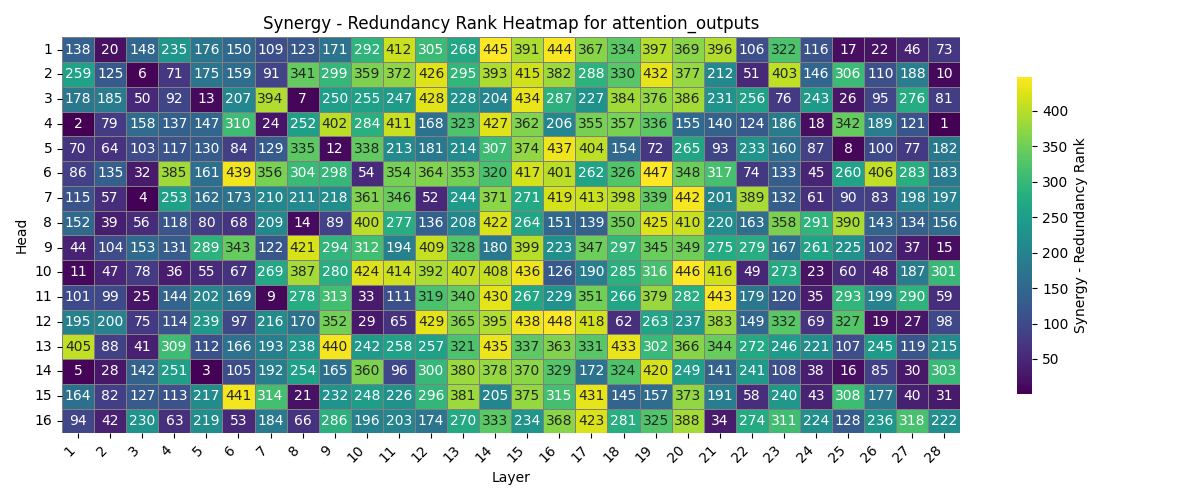 Synergy - Redundancy Rank Heatmap for attention_outputs
1 138 20 148 235 176 150 109 123 171 292 412 305 268 445 391 444 367 334 397 369 396 106 322 116 17 22 46 73
2 259 125 6 71 175 159 91 341 299 359 372 426 295 393 415 382 288 330 432 377 212 51 403 146 306 110 188 10
3 178 185 50 92 13 207 394 7 250 255 247 428 228 204 434 287 227 384 376 386 231 256 76 243 26 95 276 81
4 2 79 158 137 147 310 24 252 402 284 411 168 323 427 362 206 355 357 336 155 140 124 186 18 342 189 121 1
5 70 64 103 117 130 84 129 335 12 338 213 181 214 307 374 437 404 154 72 265 93 233 160 87 8 100 77 182
6 86 135 32 385 161 439 356 304 298 54 354 364 353 320 417 401 262 326 447 348 317 74 133 45 260 406 283 183
7 115 57 4 253 162 173 210 211 218 361 346 52 244 371 271 419 413 398 339 442 201 389 132 61 90 83 198 197
8 152 39 56 118 80 68 209 14 89 400 277 136 208 422 264 151 139 350 425 410 220 163 358 291 390 143 134 156
9 44 104 153 131 289 343 122 421 294 312 194 409 328 180 399 223 347 297 345 349 275 279 167 261 225 102 37 15
10 11 47 78 36 55 67 269 387 280 424 414 392 407 408 436 126 190 285 316 446 416 49 273 23 60 48 187 301
11 101 99 25 144 202 169 9 278 313 33 111 319 340 430 267 229 351 266 379 282 443 179 120 35 293 199 290 59
12 195 200 75 114 239 97 216 170 352 29 65 429 365 395 438 448 418 62 263 237 383 149 332 69 327 19 27 98
13 405 88 41 309 112 166 193 238 440 242 258 257 321 435 337 363 331 433 302 366 344 272 246 221 107 245 119 215
14 5 28 142 251 3 105 192 254 165 360 96 300 380 378 370 329 172 324 420 249 141 241 108 38 16 85 30 303
15 164 82 127 113 217 441 314 21 232 248 226 296 381 205 375 315 431 145 157 373 191 58 240 43 308 177 40 31
16 94 42 230 63 219 53 184 66 286 196 203 174 270 333 234 368 423 281 325 388 34 274 311 224 128 236 318 222
1 2 3 4 5 6 7 8 9 10 11 12 13 14 15 16 17 18 19 20 21 22 23 24 25 26 27 28
Layer
Head
400
350
300
250
200
150
100
50
Synergy - Redundancy Rank